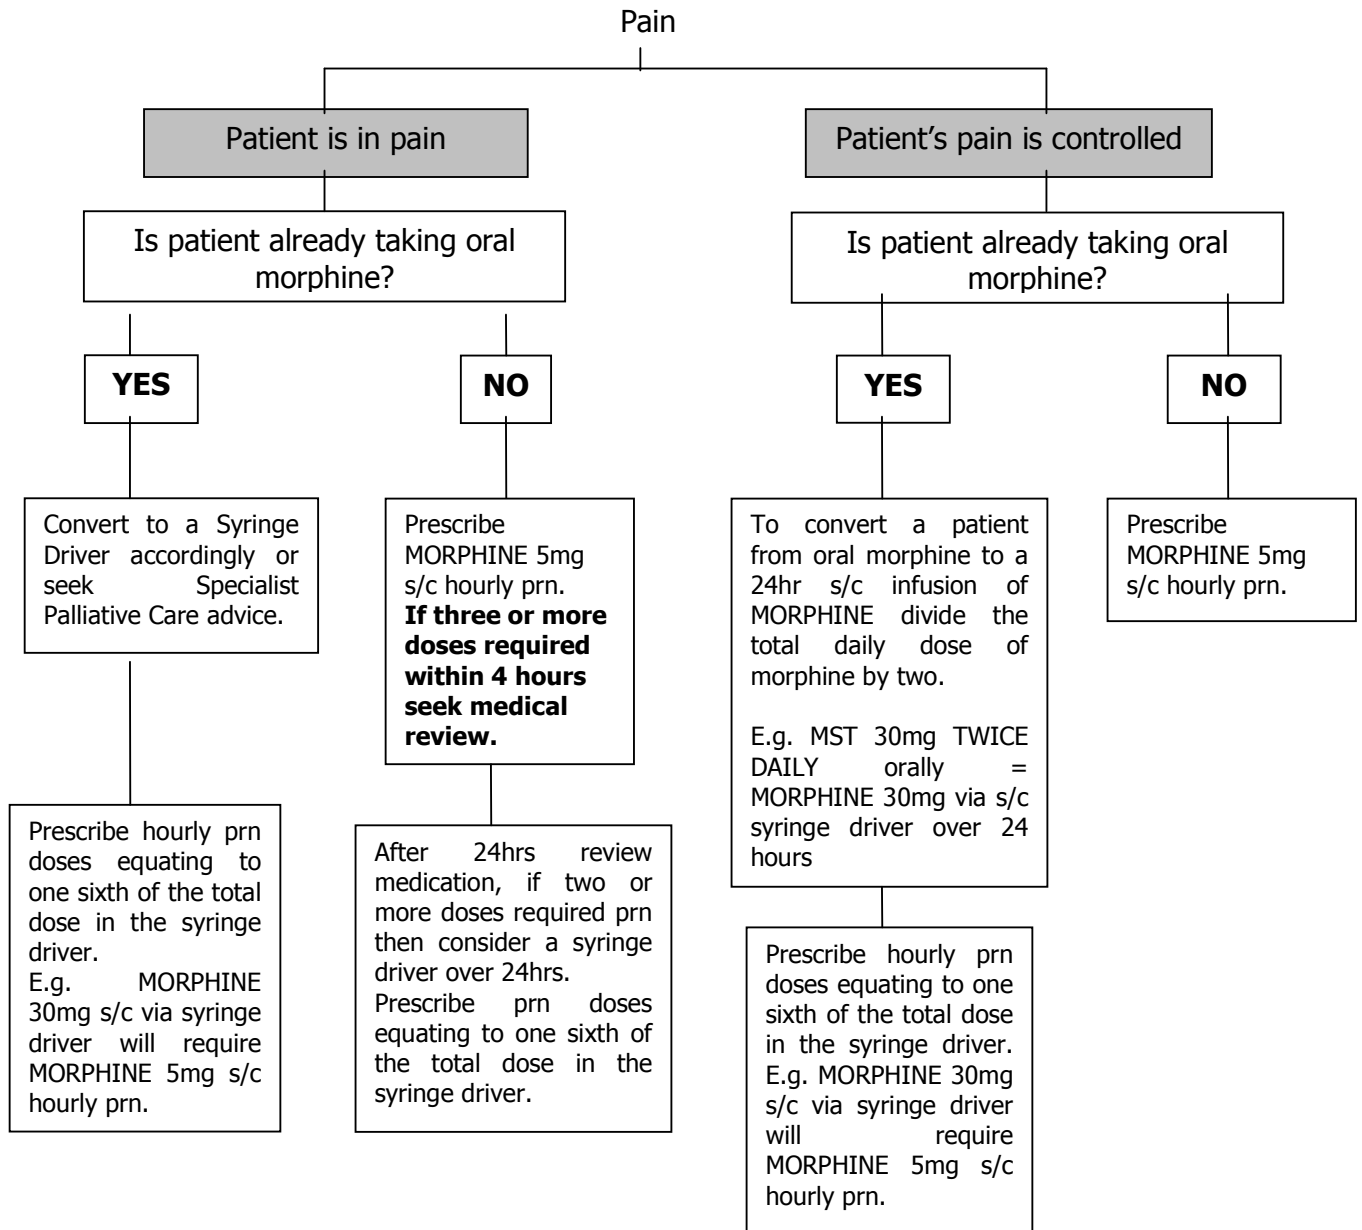 Pain
Patient is in pain
Patient's pain is controlled
Is patient already taking oral
morphine?
Is patient already taking oral
morphine?
YES
NO
YES
NO
Convert to a Syringe
Driver accordingly or
seek Specialist
Palliative Care advice.
Prescribe
MORPHINE 5mg
s/c hourly prn.
If three or more
doses required
within 4 hours
seek medical
review.
To convert a patient
from oral morphine to a
24hr s/c infusion of
MORPHINE divide the
total daily dose of
morphine by two.
E.g. MST 30mg TWICE
DAILY orally =
MORPHINE 30mg via s/c
syringe driver over 24
hours
Prescribe
MORPHINE 5mg
s/c hourly prn.
Prescribe hourly prn
doses equating to
one sixth of the total
dose in the syringe
driver.
E.g. MORPHINE
30mg s/c via syringe
driver will require
MORPHINE 5mg s/c
hourly prn.
After 24hrs review
medication, if two or
more doses required prn
then consider a syringe
driver over 24hrs.
Prescribe prn doses
equating to one sixth of
the total dose in the
syringe driver.
Prescribe hourly prn
doses equating to one
sixth of the total dose
in the syringe driver.
E.g. MORPHINE 30mg
s/c via syringe driver
will require
MORPHINE 5mg s/c
hourly prn.